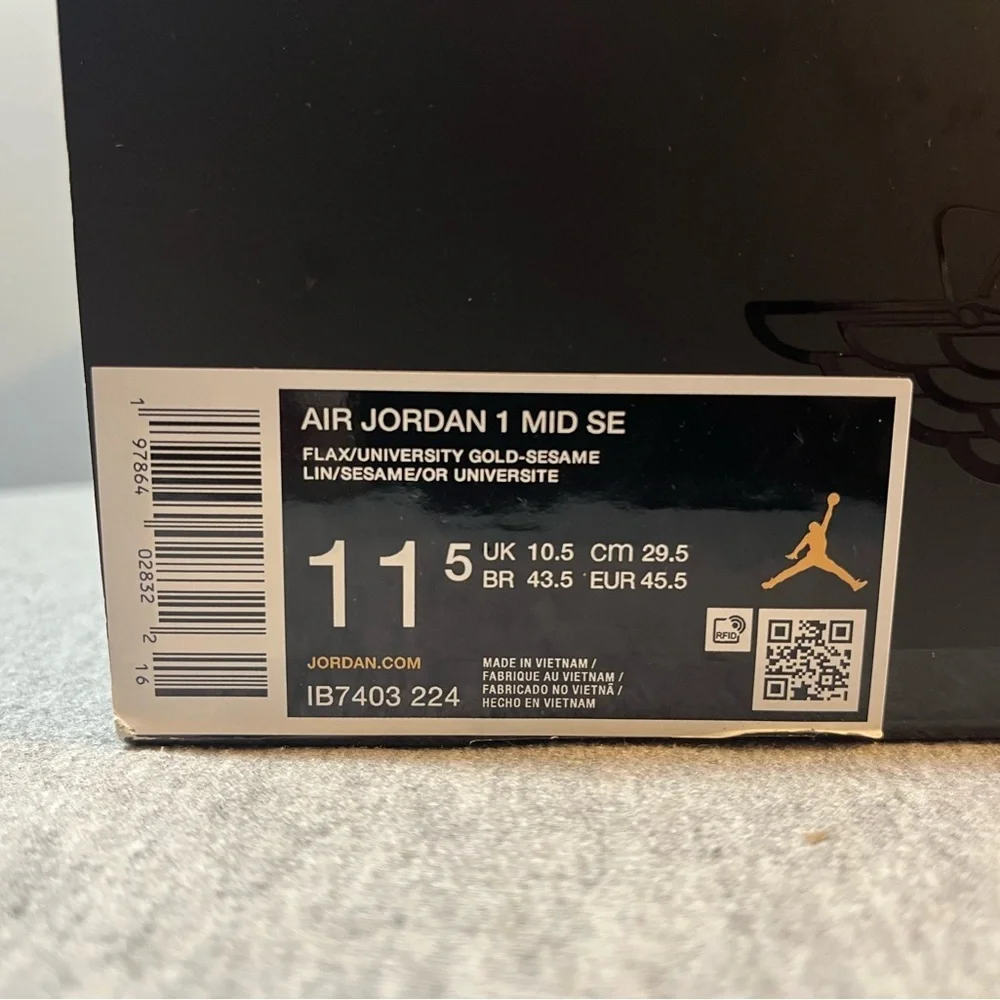 AIR JORDAN 1 MID SE
FLAX/UNIVERSITY GOLD-SESAME
LIN/SESAME/OR UNIVERSITE
11 5
UK 10.5 cm 29.5
BR 43.5 EUR 45.5
RFID
JORDAN.COM
IB7403 224
MADE IN VIETNAM /
FABRIQUE AU VIETNAM /
FABRICADO NO VIETNÃ /
HECHO EN VIETNAM
1 97864 02832 2 16